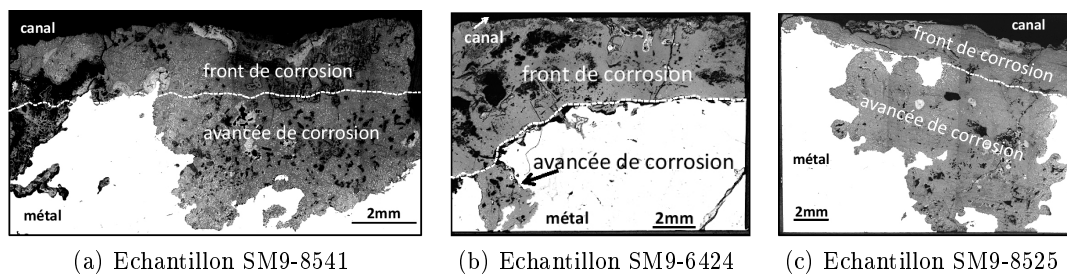 canal
front de corrosion
avancée de corrosion
métal
2mm
(a) Echantillon SM9-8541
canal
front de corrosion
avancée de corrosion
métal
2mm
(b) Echantillon SM9-6424
canal
front de corrosion
avancée de corrosion
métal
2mm
(c) Echantillon SM9-8525